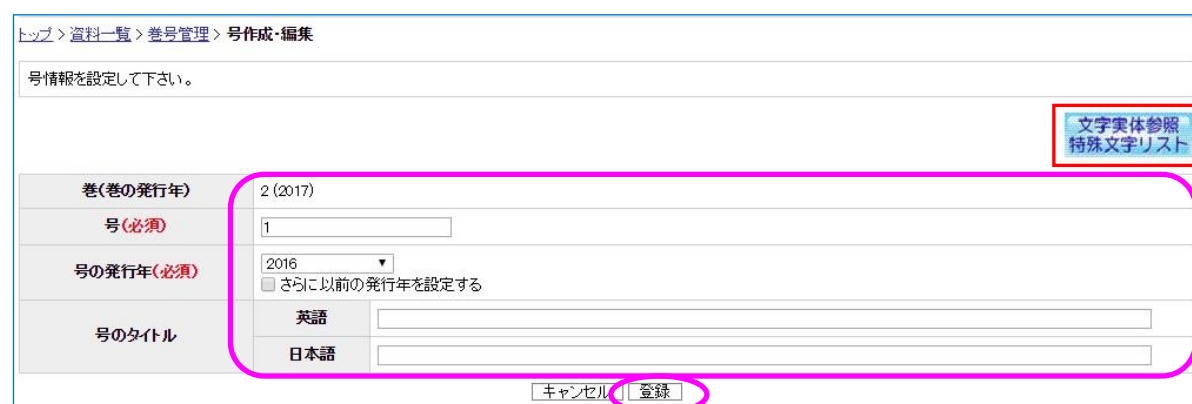 トップ > 資料一覧 > 巻号管理 > 号作成・編集
号情報を設定して下さい。
文字実体参照
特殊文字リスト
巻(巻の発行年) 2 (2017)
号(必須) 1
号の発行年(必須) 2016
さらに以前の発行年を設定する
号のタイトル
英語
日本語
キャンセル 登録